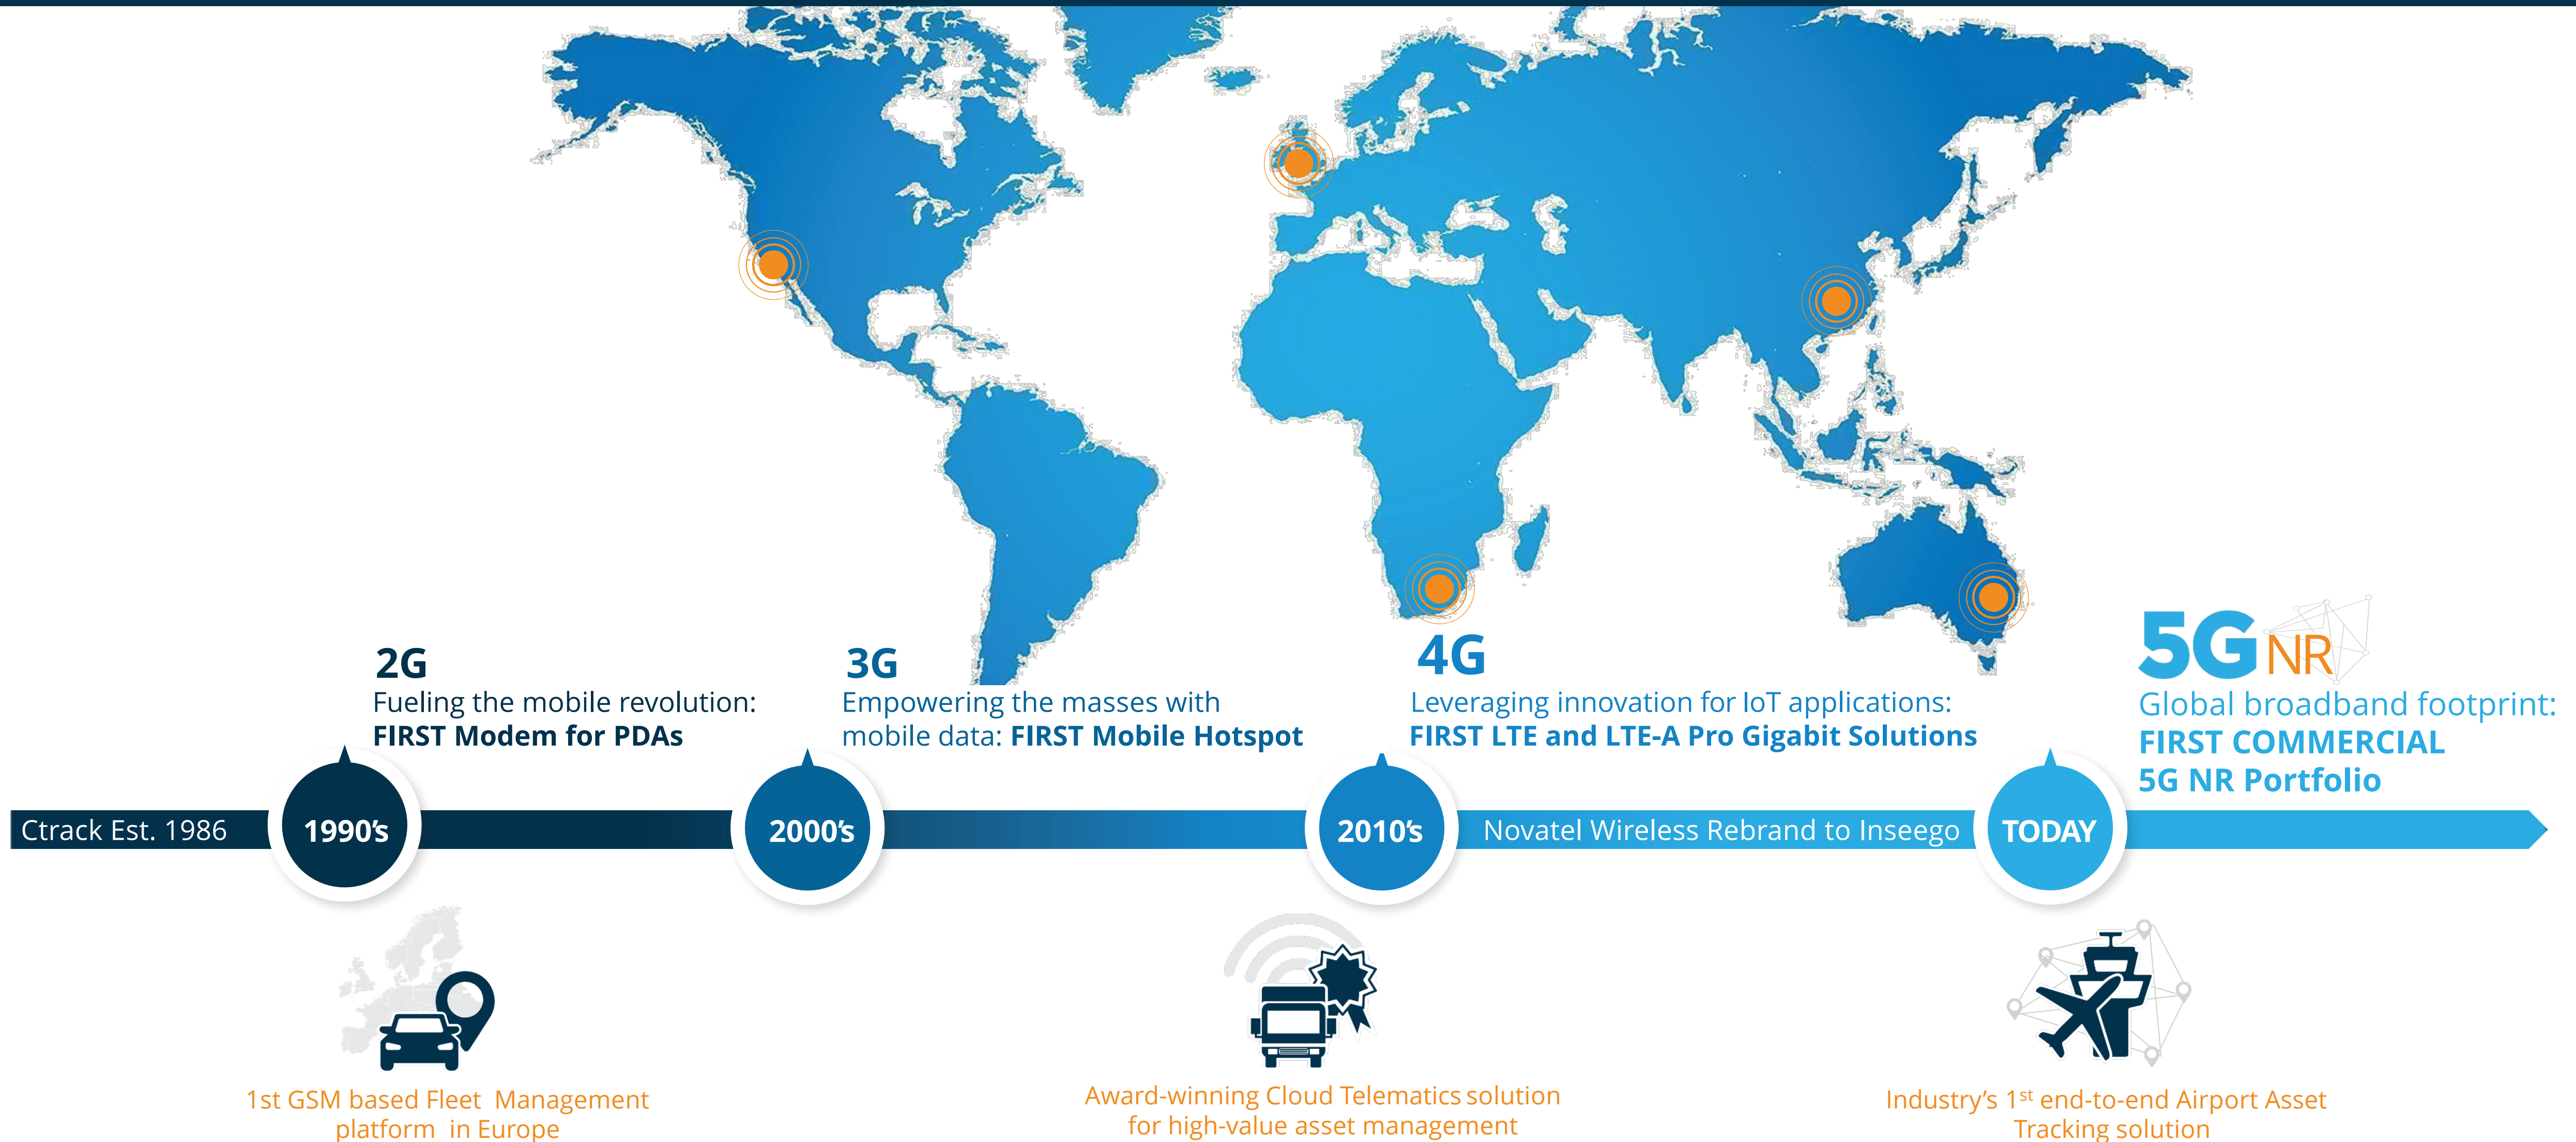 2G
Fueling the mobile revolution:
FIRST Modem for PDAs
3G
Empowering the masses with
mobile data: FIRST Mobile Hotspot
4G
Leveraging innovation for IoT applications:
FIRST LTE and LTE-A Pro Gigabit Solutions
5G NR
Global broadband footprint:
FIRST COMMERCIAL
5G NR Portfolio
Ctrack Est. 1986
1990’s
2000’s
2010’s
Novatel Wireless Rebrand to Inseego
TODAY
1st GSM based Fleet Management
platform in Europe
Award-winning Cloud Telematics solution
for high-value asset management
Industry’s 1st end-to-end Airport Asset
Tracking solution